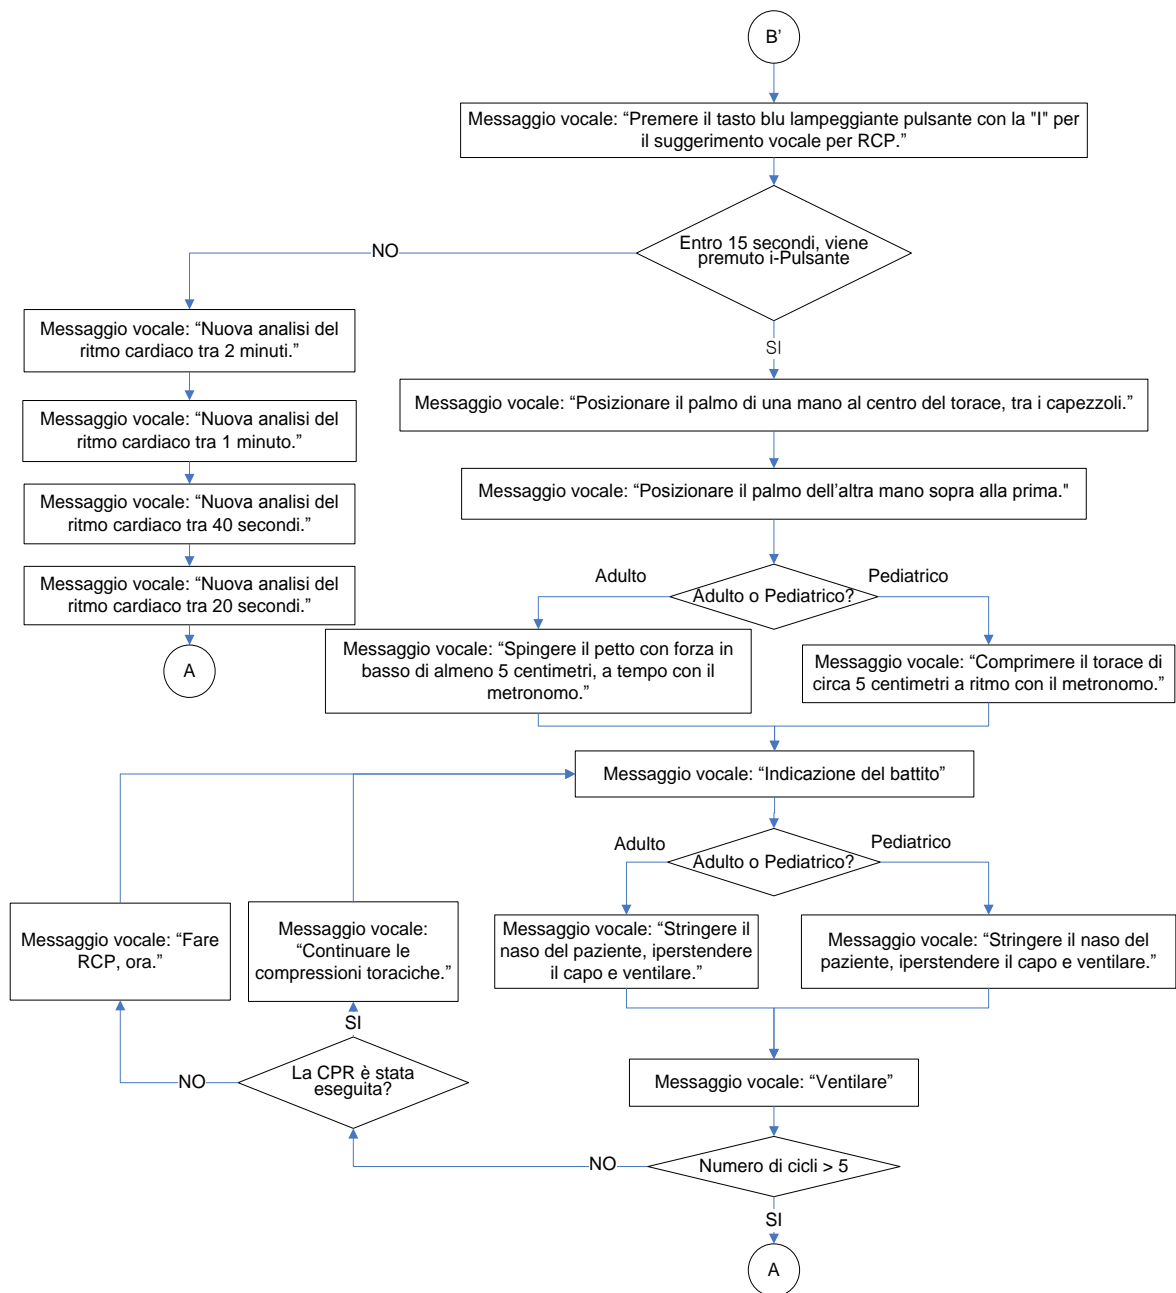 B'
Messaggio vocale: “Premere il tasto blu lampeggiante pulsante con la "I" per
il suggerimento vocale per RCP.”
Entro 15 secondi, viene
premuto i-Pulsante
NO
SI
Messaggio vocale: “Nuova analisi del
ritmo cardiaco tra 2 minuti.”
Messaggio vocale: “Nuova analisi del
ritmo cardiaco tra 1 minuto.”
Messaggio vocale: “Nuova analisi del
ritmo cardiaco tra 40 secondi.”
Messaggio vocale: “Nuova analisi del
ritmo cardiaco tra 20 secondi.”
A
Messaggio vocale: “Posizionare il palmo di una mano al centro del torace, tra i capezzoli.”
Messaggio vocale: “Posizionare il palmo dell’altra mano sopra alla prima."
Adulto o Pediatrico?
Adulto
Pediatrico
Messaggio vocale: “Spingere il petto con forza in
basso di almeno 5 centimetri, a tempo con il
metronomo.”
Messaggio vocale: “Comprimere il torace di
circa 5 centimetri a ritmo con il metronomo.”
Messaggio vocale: “Indicazione del battito”
Adulto o Pediatrico?
Adulto
Pediatrico
Messaggio vocale: “Stringere il
naso del paziente, iperstendere
il capo e ventilare.”
Messaggio vocale: “Stringere il naso del
paziente, iperstendere il capo e ventilare.”
Messaggio vocale: “Fare
RCP, ora.”
Messaggio vocale:
“Continuare le
compressioni toraciche.”
SI
La CPR è stata
eseguita?
NO
Messaggio vocale: “Ventilare”
Numero di cicli > 5
NO
SI
A